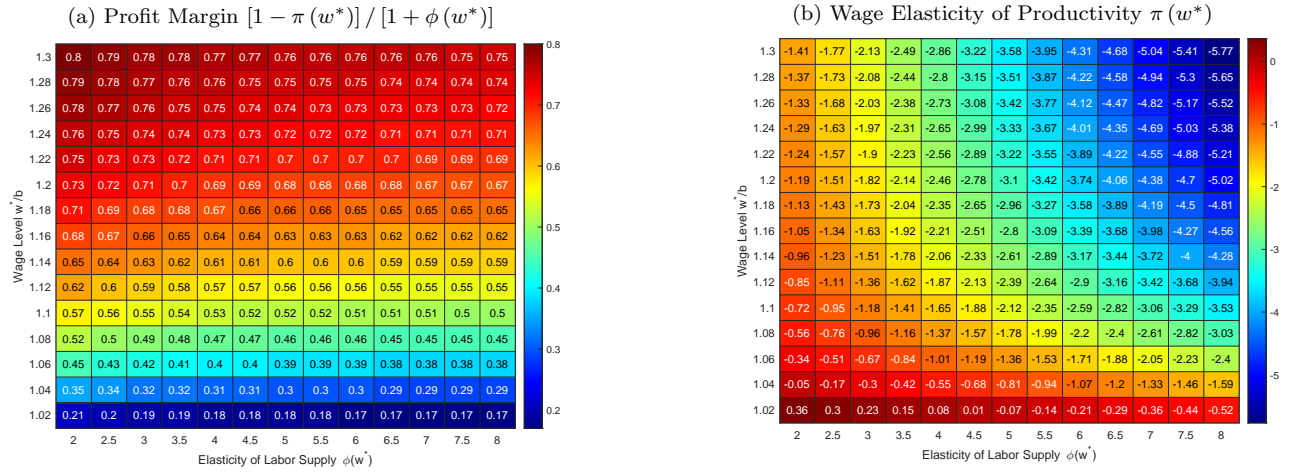 (a) Profit Margin [1 − π (w*)] / [1 + ϕ (w*)]
Wage Level w*/b
1.3 0.8 0.79 0.78 0.78 0.77 0.77 0.76 0.76 0.76 0.76 0.76 0.75 0.75
1.28 0.79 0.78 0.77 0.76 0.76 0.75 0.75 0.75 0.75 0.75 0.74 0.74 0.74
1.26 0.78 0.77 0.76 0.75 0.75 0.74 0.74 0.73 0.73 0.73 0.73 0.73 0.72
1.24 0.76 0.75 0.74 0.74 0.73 0.73 0.72 0.72 0.72 0.71 0.71 0.71 0.71
1.22 0.75 0.73 0.73 0.72 0.71 0.71 0.7 0.7 0.7 0.7 0.69 0.69 0.69
1.2 0.73 0.72 0.71 0.7 0.69 0.69 0.68 0.68 0.68 0.68 0.67 0.67 0.67
1.18 0.71 0.69 0.68 0.68 0.67 0.66 0.66 0.66 0.65 0.65 0.65 0.65 0.65
1.16 0.68 0.67 0.66 0.65 0.64 0.64 0.63 0.63 0.63 0.62 0.62 0.62 0.62
1.14 0.65 0.64 0.63 0.62 0.61 0.61 0.6 0.6 0.6 0.59 0.59 0.59 0.59
1.12 0.62 0.6 0.59 0.58 0.57 0.57 0.56 0.56 0.56 0.55 0.55 0.55 0.55
1.1 0.57 0.56 0.55 0.54 0.53 0.52 0.52 0.52 0.51 0.51 0.51 0.5 0.5
1.08 0.52 0.5 0.49 0.48 0.47 0.47 0.46 0.46 0.46 0.45 0.45 0.45 0.45
1.06 0.45 0.43 0.42 0.41 0.4 0.4 0.39 0.39 0.39 0.38 0.38 0.38 0.38
1.04 0.35 0.34 0.32 0.32 0.31 0.31 0.3 0.3 0.3 0.29 0.29 0.29 0.29
1.02 0.21 0.2 0.19 0.19 0.18 0.18 0.18 0.18 0.17 0.17 0.17 0.17 0.17
2 2.5 3 3.5 4 4.5 5 5.5 6 6.5 7 7.5 8
Elasticity of Labor Supply ϕ(w*)
0.8
0.7
0.6
0.5
0.4
0.3
0.2
(b) Wage Elasticity of Productivity π (w*)
Wage Level w*/b
1.3 -1.41 -1.77 -2.13 -2.49 -2.86 -3.22 -3.58 -3.95 -4.31 -4.68 -5.04 -5.41 -5.77
1.28 -1.37 -1.73 -2.08 -2.44 -2.8 -3.15 -3.51 -3.87 -4.22 -4.58 -4.94 -5.3 -5.65
1.26 -1.33 -1.68 -2.03 -2.38 -2.73 -3.08 -3.42 -3.77 -4.12 -4.47 -4.82 -5.17 -5.52
1.24 -1.29 -1.63 -1.97 -2.31 -2.65 -2.99 -3.33 -3.67 -4.01 -4.35 -4.69 -5.03 -5.38
1.22 -1.24 -1.57 -1.9 -2.23 -2.56 -2.89 -3.22 -3.55 -3.89 -4.22 -4.55 -4.88 -5.21
1.2 -1.19 -1.51 -1.82 -2.14 -2.46 -2.78 -3.1 -3.42 -3.74 -4.06 -4.38 -4.7 -5.02
1.18 -1.13 -1.43 -1.73 -2.04 -2.35 -2.65 -2.96 -3.27 -3.58 -3.89 -4.19 -4.5 -4.81
1.16 -1.05 -1.34 -1.63 -1.92 -2.21 -2.51 -2.8 -3.09 -3.39 -3.68 -3.98 -4.27 -4.56
1.14 -0.96 -1.23 -1.51 -1.78 -2.06 -2.33 -2.61 -2.89 -3.17 -3.44 -3.72 -4 -4.28
1.12 -0.85 -1.11 -1.36 -1.62 -1.87 -2.13 -2.39 -2.64 -2.9 -3.16 -3.42 -3.68 -3.94
1.1 -0.72 -0.95 -1.18 -1.41 -1.65 -1.88 -2.12 -2.35 -2.59 -2.82 -3.06 -3.29 -3.53
1.08 -0.56 -0.76 -0.96 -1.16 -1.37 -1.57 -1.78 -1.99 -2.2 -2.4 -2.61 -2.82 -3.03
1.06 -0.34 -0.51 -0.67 -0.84 -1.01 -1.19 -1.36 -1.53 -1.71 -1.88 -2.05 -2.23 -2.4
1.04 -0.05 -0.17 -0.3 -0.42 -0.55 -0.68 -0.81 -0.94 -1.07 -1.2 -1.33 -1.46 -1.59
1.02 0.36 0.3 0.23 0.15 0.08 0.01 -0.07 -0.14 -0.21 -0.29 -0.36 -0.44 -0.52
2 2.5 3 3.5 4 4.5 5 5.5 6 6.5 7 7.5 8
Elasticity of Labor Supply ϕ(w*)
0
-1
-2
-3
-4
-5